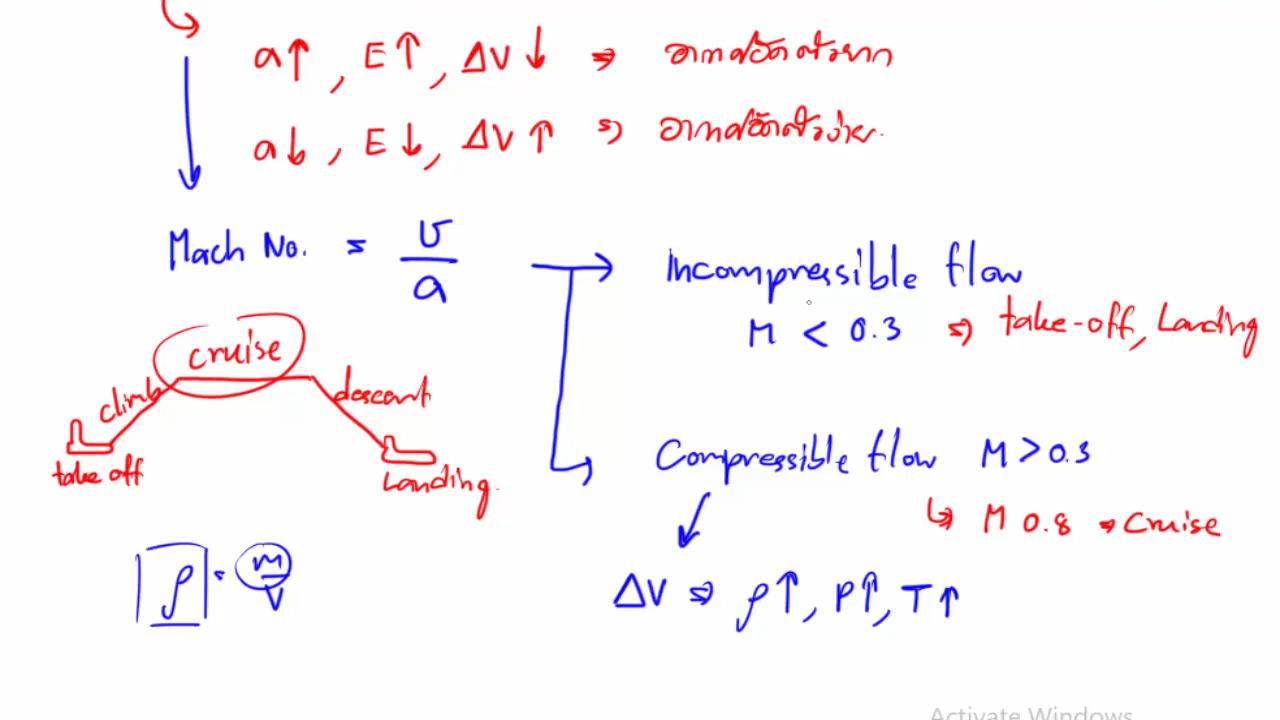 a↑, E↑, ΔV↓ ⇒ อากาศอัดตัวยาก
a↓, E↓, ΔV↑ ⇒ อากาศอัดตัวง่าย.
Mach No. = v/a → Incompressible flow
M < 0.3 ⇒ take-off, Landing
cruise
climb
descent
take off
Landing.
Compressible flow M > 0.3
↳ M 0.8 ⇒ Cruise
ρ = m/V
ΔV ⇒ ρ↑, P↑, T↑
Activate Windows